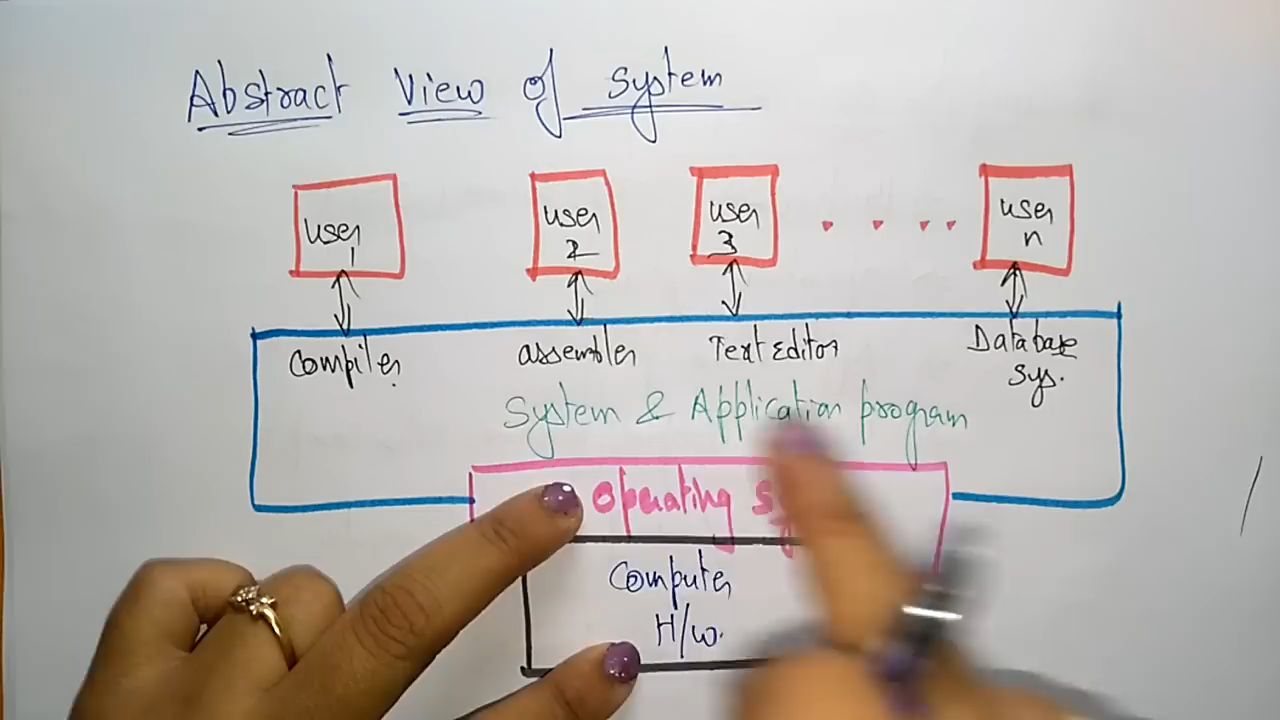 Abstract View of System
user 1
user 2
user 3
user n
Compiler
assembler
Text Editor
Database Sys.
System & Application program
Operating
Computer
H/w.